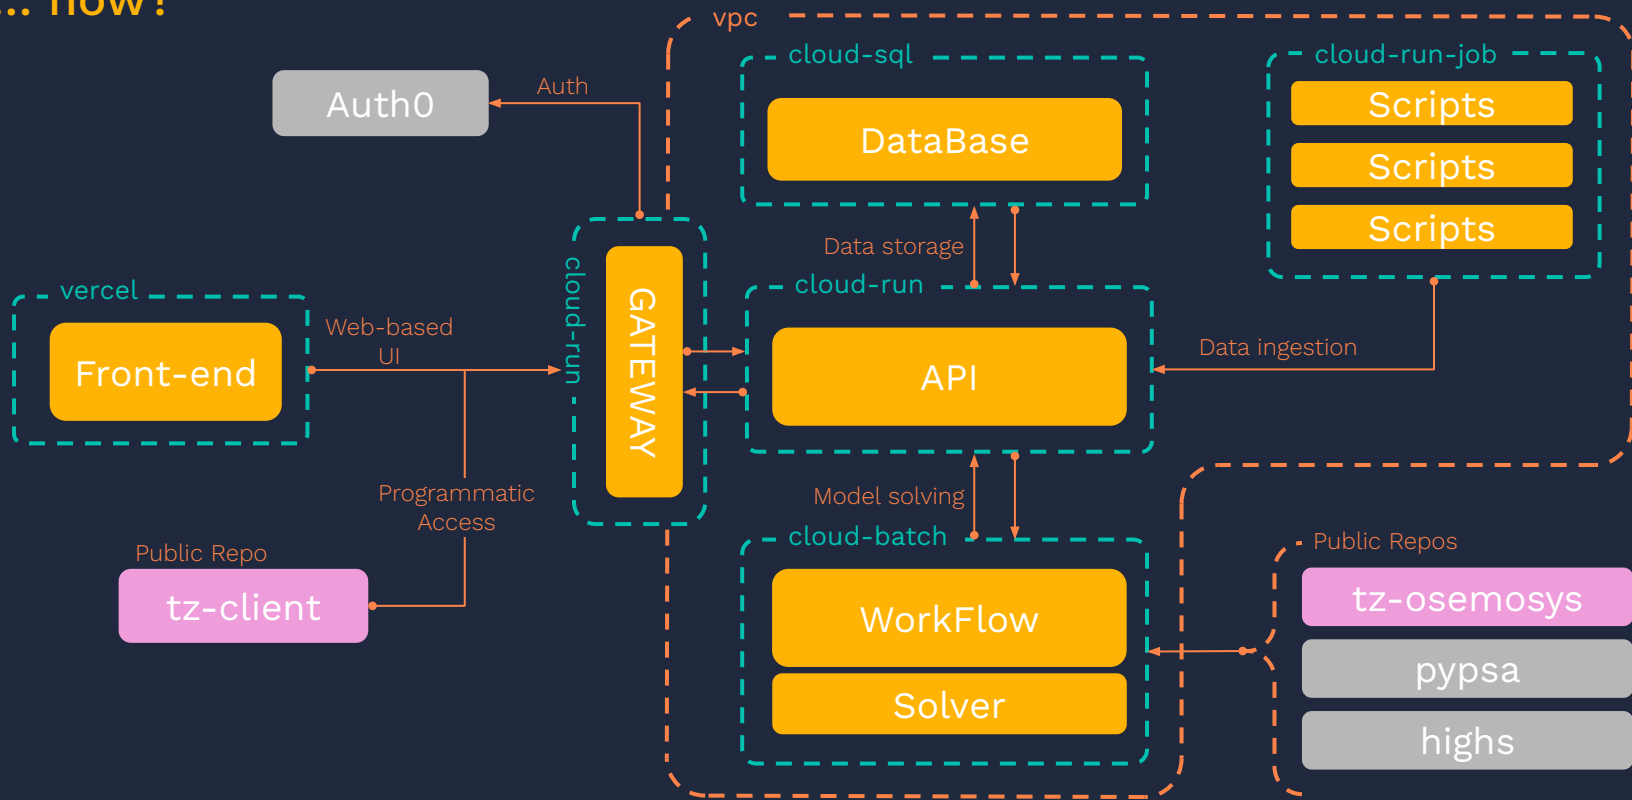 ... how?
vpc
cloud-sql
cloud-run-job
Auth0
Auth
DataBase
Scripts
Scripts
Scripts
Data storage
vercel
cloud-run
cloud-run
GATEWAY
Front-end
Web-based
UI
API
Data ingestion
Programmatic
Access
Model solving
cloud-batch
Public Repo
tz-client
WorkFlow
Solver
Public Repos
tz-osemosys
pypsa
highs